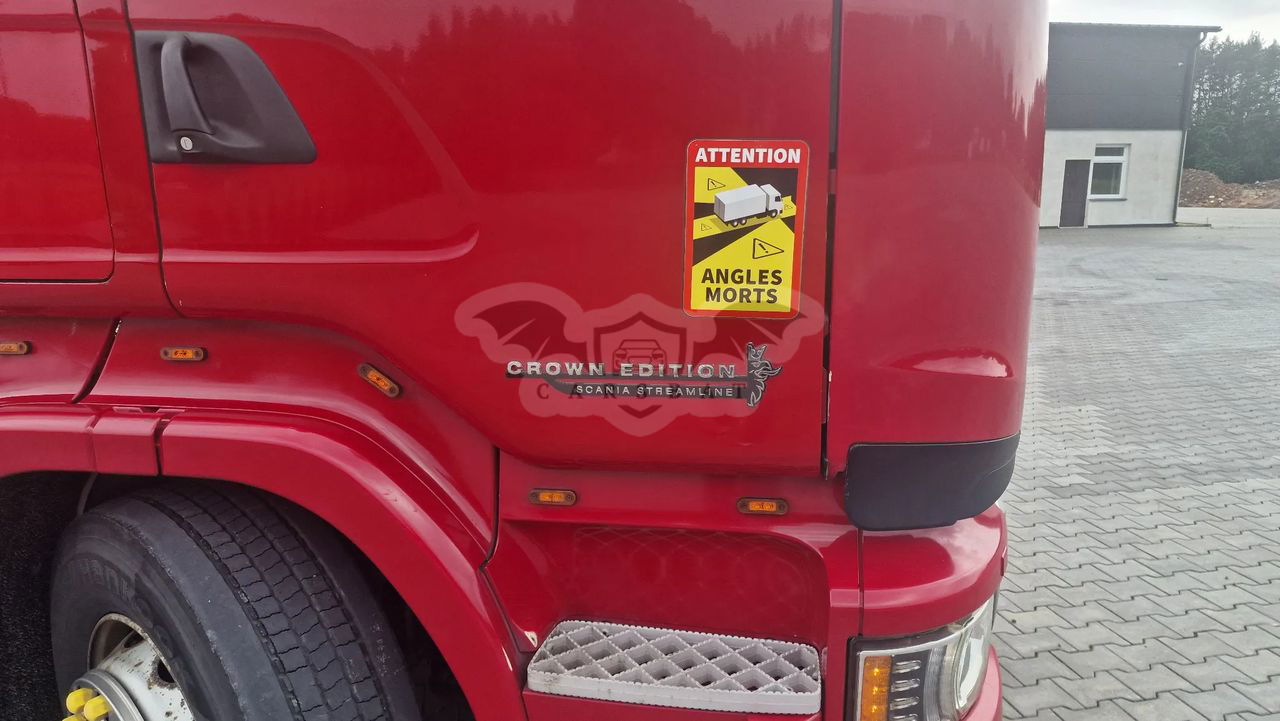 ATTENTION
ANGLES
MORTS
CROWN EDITION
SCANIA STREAMLINE